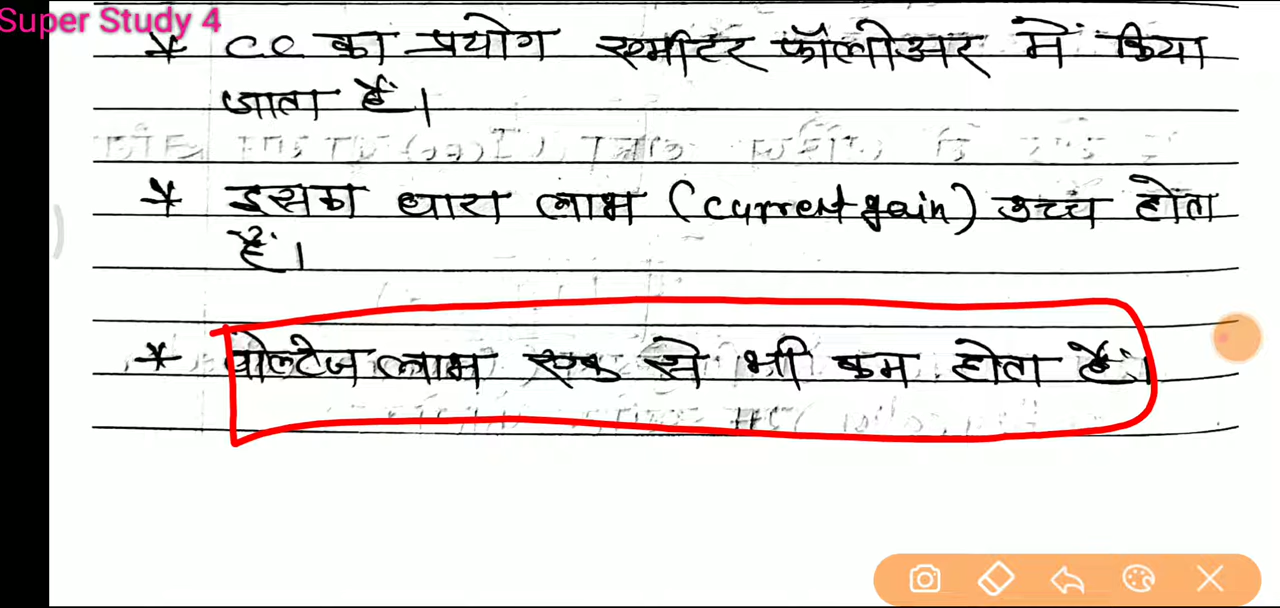 Super Study 4
* CC का प्रयोग एमीटर फॉलीअर में किया
जाता हैं।
* इसका धारा लाभ (current gain) उच्च होता
हैं।
* वोल्टेज लाभ एक से भी कम होता हैं।